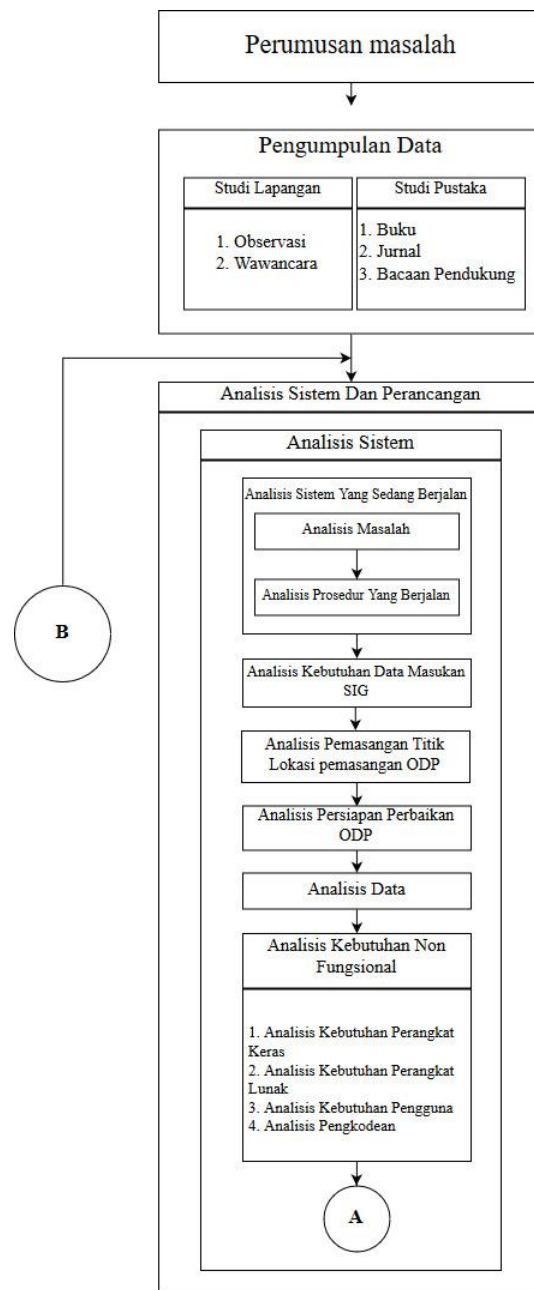 Perumusan masalah
Pengumpulan Data
Studi Lapangan
1. Observasi
2. Wawancara
Studi Pustaka
1. Buku
2. Jurnal
3. Bacaan Pendukung
Analisis Sistem Dan Perancangan
Analisis Sistem
Analisis Sistem Yang Sedang Berjalan
Analisis Masalah
Analisis Prosedur Yang Berjalan
B
Analisis Kebutuhan Data Masukan
SIG
Analisis Pemasangan Titik
Lokasi pemasangan ODP
Analisis Persiapan Perbaikan
ODP
Analisis Data
Analisis Kebutuhan Non
Fungsional
1. Analisis Kebutuhan Perangkat
Keras
2. Analisis Kebutuhan Perangkat
Lunak
3. Analisis Kebutuhan Pengguna
4. Analisis Pengkodean
A